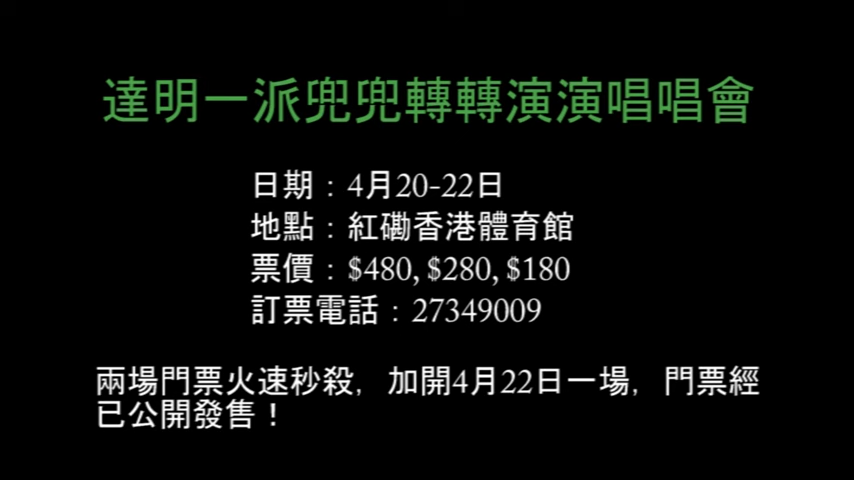 達明一派兜兜轉轉演演唱唱會
日期：4月20-22日
地點：紅磡香港體育館
票價：$480, $280, $180
訂票電話：27349009
兩場門票火速秒殺，加開4月22日一場，門票經
已公開發售！